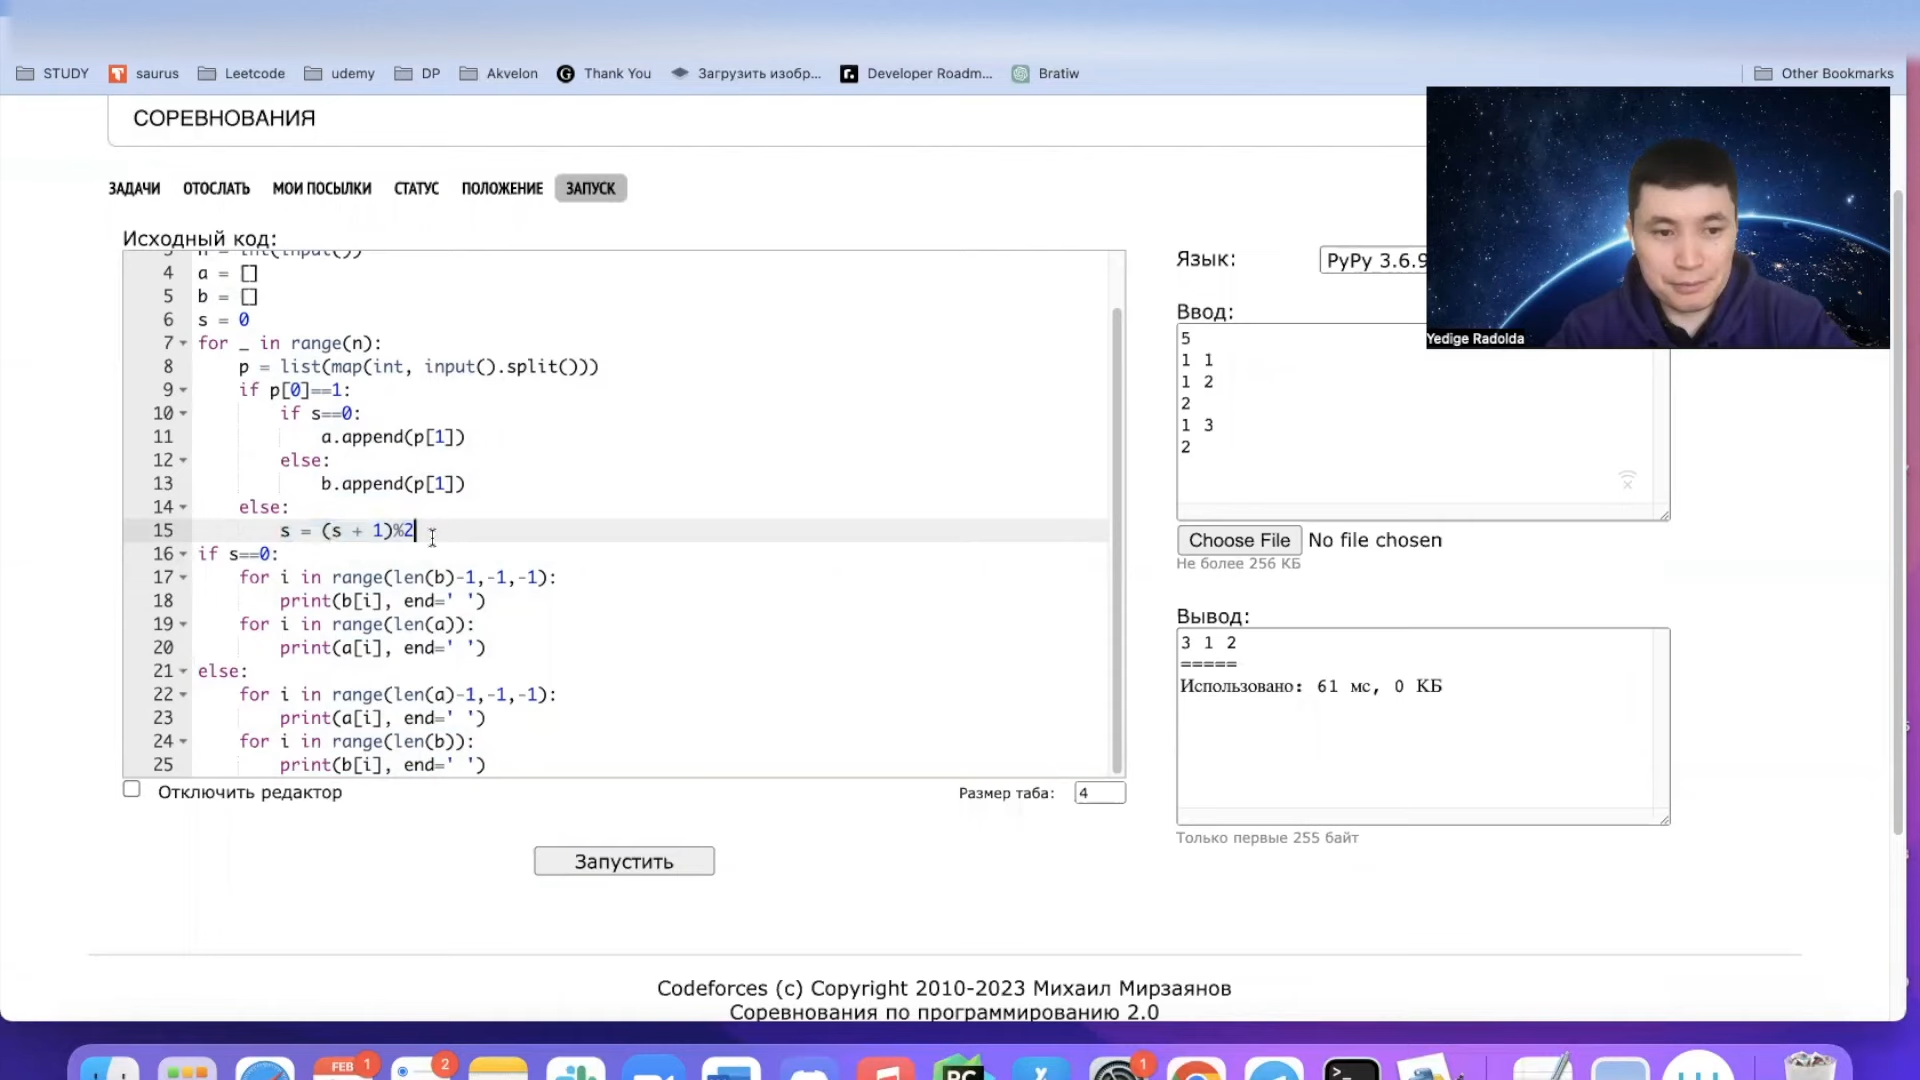 STUDY saurus Leetcode udemy DP Akvelon Thank You Загрузить изобр... Developer Roadm... Bratiw Other Bookmarks
СОРЕВНОВАНИЯ
ЗАДАЧИ ОТОСЛАТЬ МОИ ПОСЫЛКИ СТАТУС ПОЛОЖЕНИЕ ЗАПУСК
Исходный код:
3 n = int(input())
4 a = []
5 b = []
6 s = 0
7 for _ in range(n):
8 p = list(map(int, input().split()))
9 if p[0]==1:
10 if s==0:
11 a.append(p[1])
12 else:
13 b.append(p[1])
14 else:
15 s = (s + 1)%2
16 if s==0:
17 for i in range(len(b)-1,-1,-1):
18 print(b[i], end=' ')
19 for i in range(len(a)):
20 print(a[i], end=' ')
21 else:
22 for i in range(len(a)-1,-1,-1):
23 print(a[i], end=' ')
24 for i in range(len(b)):
25 print(b[i], end=' ')
Отключить редактор
Размер таба: 4
Запустить
Язык: PyPy 3.6.9
Yedige Radolda
Ввод:
5
1 1
1 2
2
1 3
2
Choose File No file chosen
Не более 256 КБ
Вывод:
3 1 2
=====
Использовано: 61 мс, 0 КБ
Только первые 255 байт
Codeforces (c) Copyright 2010-2023 Михаил Мирзаянов
Соревнования по программированию 2.0
FEB 1 2 PC 1